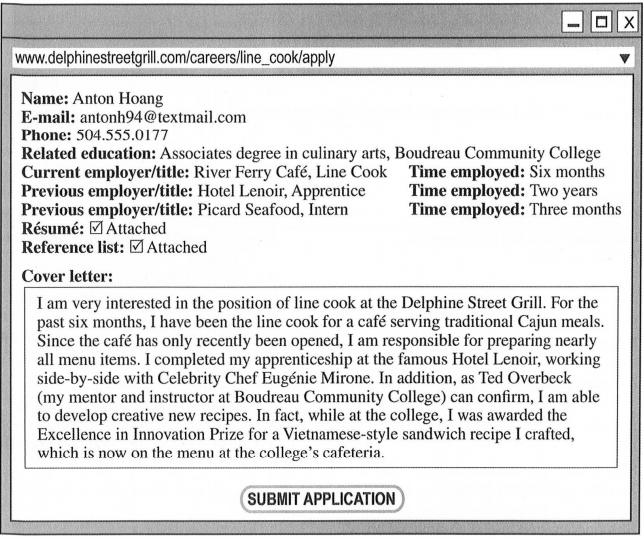 www.delphinestreetgrill.com/careers/line_cook/apply
Name: Anton Hoang
E-mail: antonh94@textmail.com
Phone: 504.555.0177
Related education: Associates degree in culinary arts, Boudreau Community College
Current employer/title: River Ferry Café, Line Cook Time employed: Six months
Previous employer/title: Hotel Lenoir, Apprentice Time employed: Two years
Previous employer/title: Picard Seafood, Intern Time employed: Three months
Résumé: ☑ Attached
Reference list: ☑ Attached
Cover letter:
I am very interested in the position of line cook at the Delphine Street Grill. For the
past six months, I have been the line cook for a café serving traditional Cajun meals.
Since the café has only recently been opened, I am responsible for preparing nearly
all menu items. I completed my apprenticeship at the famous Hotel Lenoir, working
side-by-side with Celebrity Chef Eugénie Mirone. In addition, as Ted Overbeck
(my mentor and instructor at Boudreau Community College) can confirm, I am able
to develop creative new recipes. In fact, while at the college, I was awarded the
Excellence in Innovation Prize for a Vietnamese-style sandwich recipe I crafted,
which is now on the menu at the college's cafeteria.
SUBMIT APPLICATION